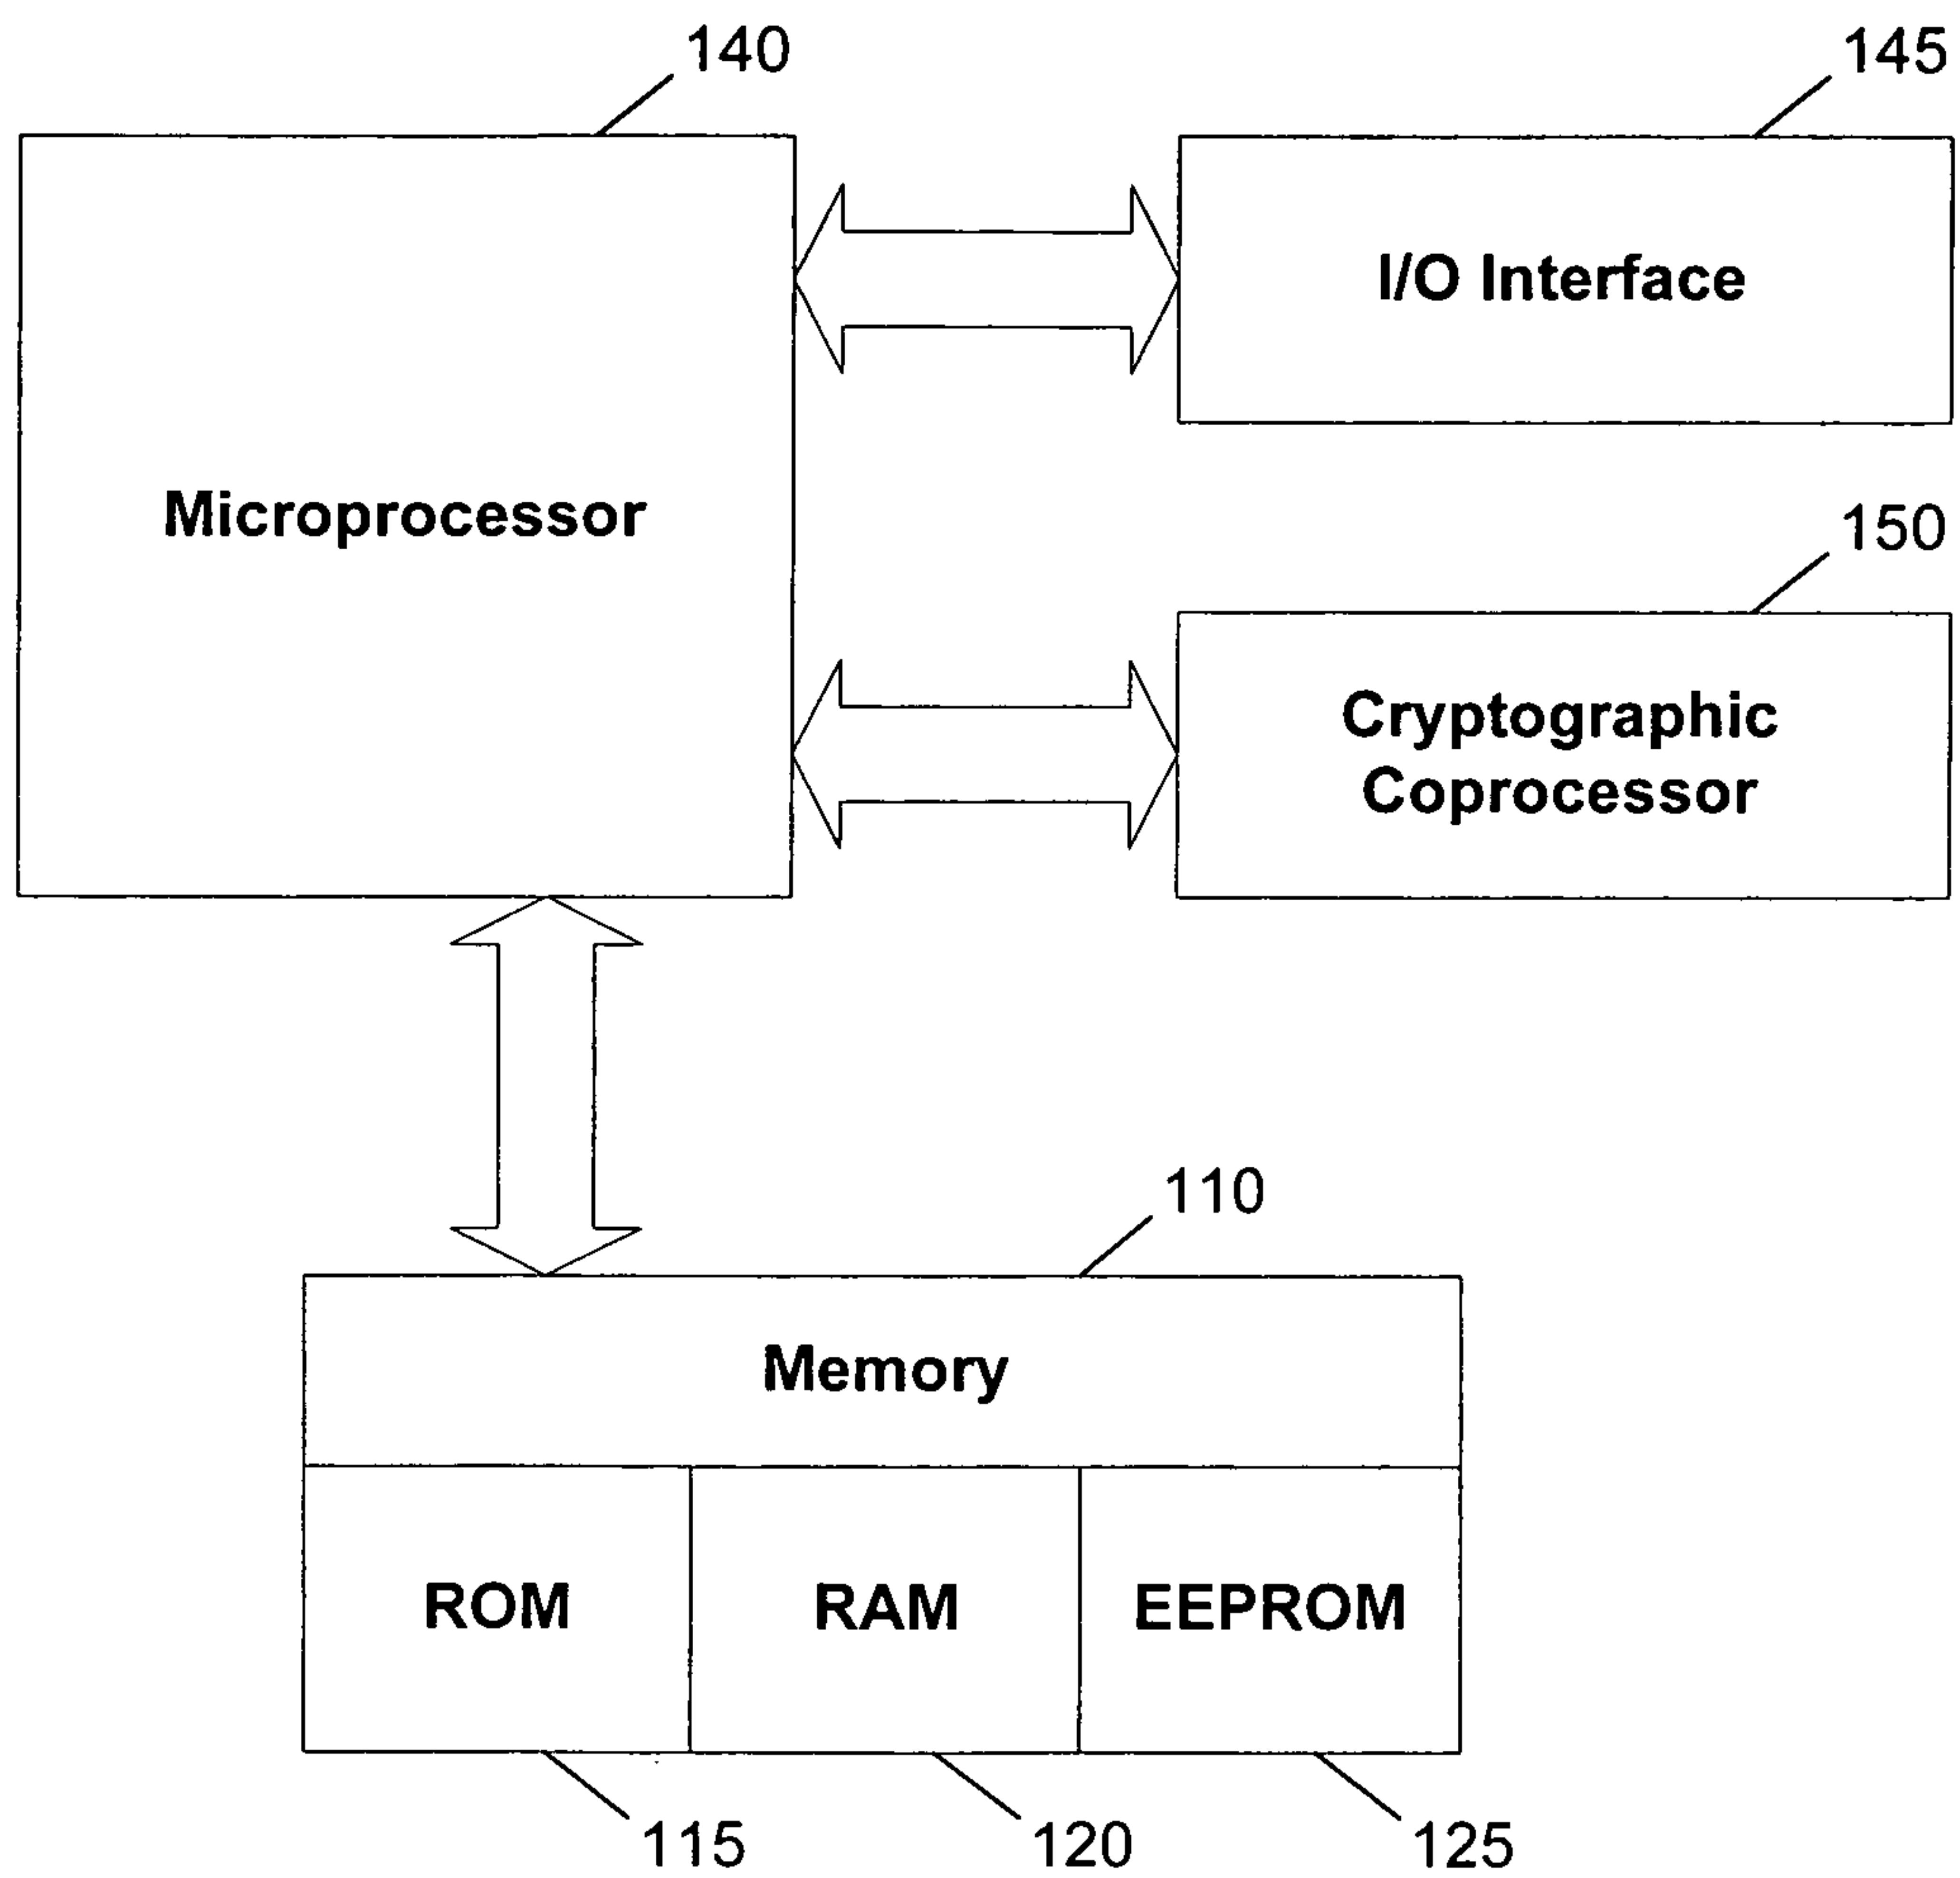 140
145
Microprocessor
I/O Interface
150
Cryptographic
Coprocessor
110
Memory
ROM
RAM
EEPROM
115
120
125